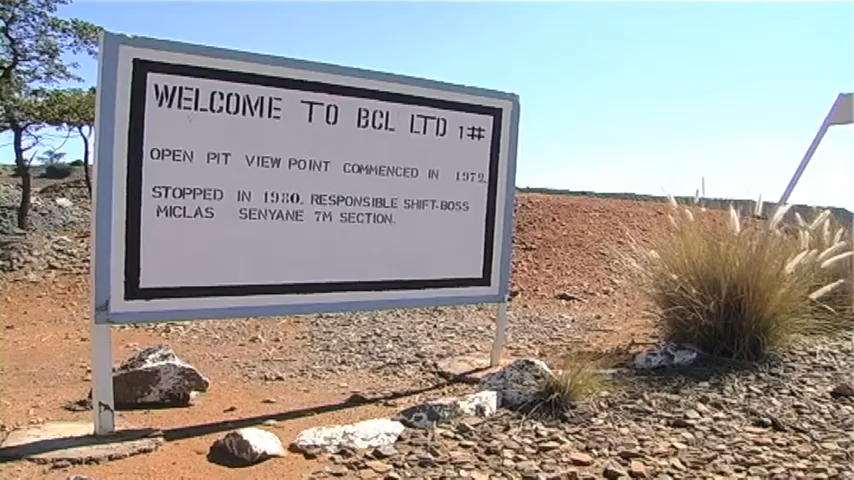 WELCOME TO BCL LTD 1#
OPEN PIT VIEW POINT COMMENCED IN 1972.
STOPPED IN 1980. RESPONSIBLE SHIFT-BOSS
MICLAS SENYANE 7M SECTION.